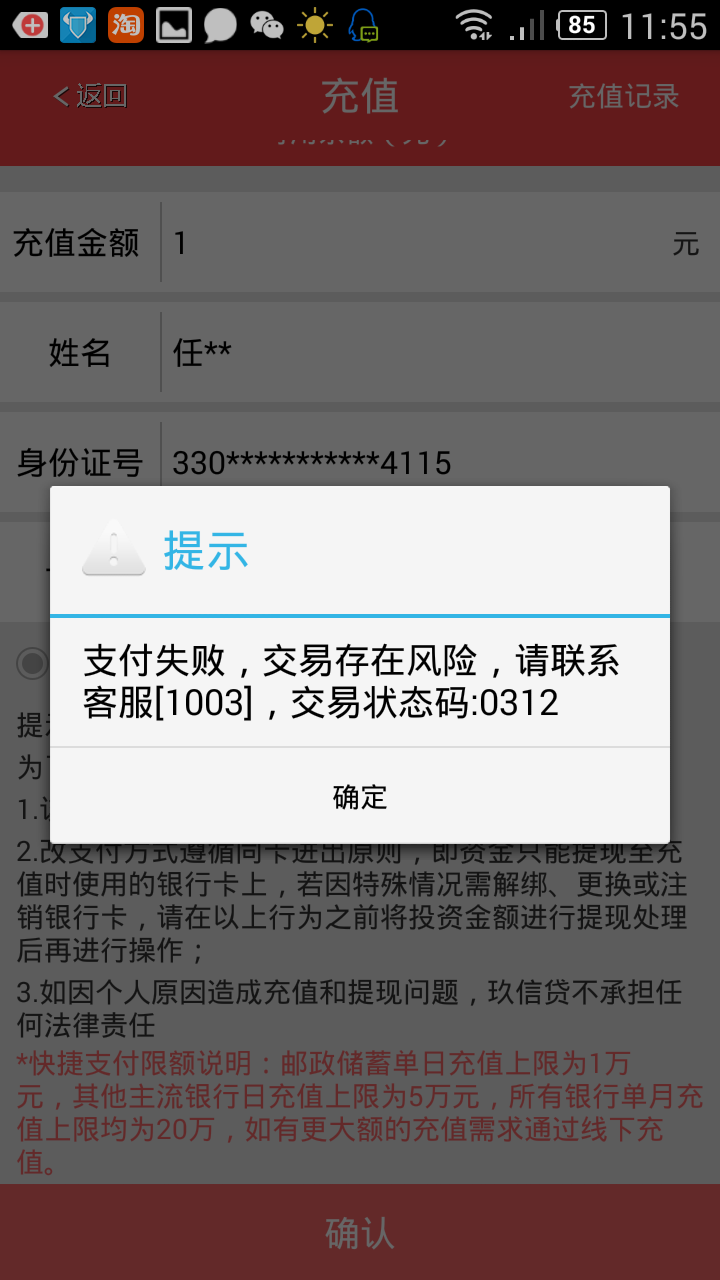 淘
85
11:55
返回
充值
充值记录
充值金额
1
元
姓名
任**
身份证号
330***********4115
提示
支付失败，交易存在风险，请联系
客服[1003]，交易状态码:0312
确定
提
为
1.
2.改支付方式遵循同卡进出原则，即资金只能提现至充
值时使用的银行卡上，若因特殊情况需解绑、更换或注
销银行卡，请在以上行为之前将投资金额进行提现处理
后再进行操作；
3.如因个人原因造成充值和提现问题，玖信贷不承担任
何法律责任
*快捷支付限额说明：邮政储蓄单日充值上限为1万
元，其他主流银行日充值上限为5万元，所有银行单月充
值上限均为20万，如有更大额的充值需求通过线下充
值。
确认